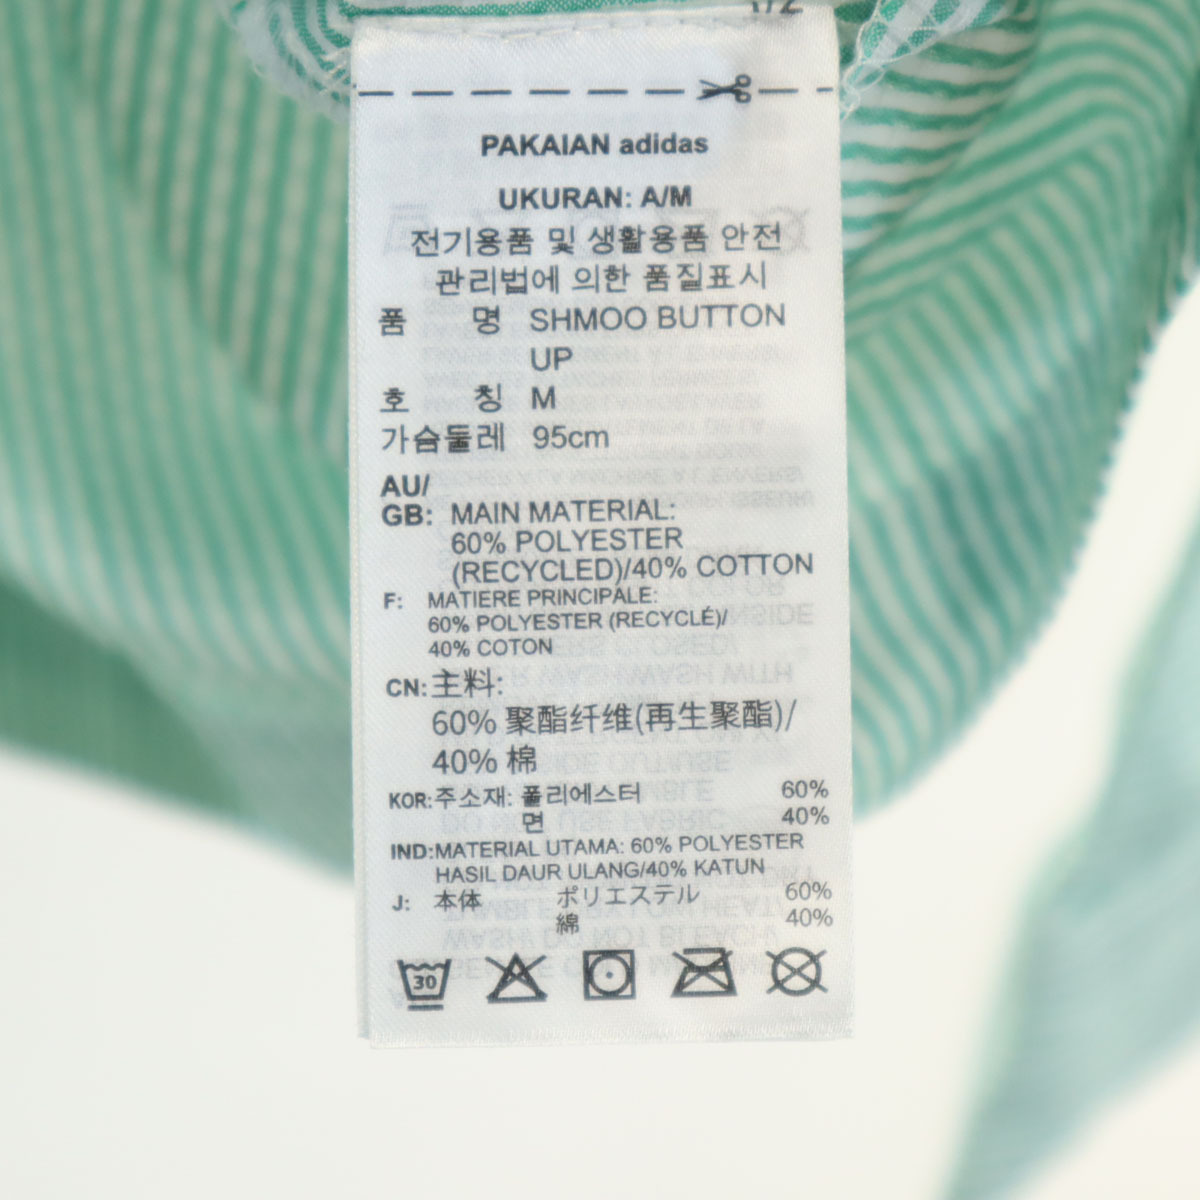 PAKAIAN adidas
UKURAN: A/M
전기용품 및 생활용품 안전
관리법에 의한 품질표시
품 명 SHMOO BUTTON
UP
호 칭 M
가슴둘레 95cm
AU/
GB: MAIN MATERIAL:
60% POLYESTER
(RECYCLED)/40% COTTON
F: MATIERE PRINCIPALE:
60% POLYESTER (RECYCLÉ)/
40% COTON
CN: 主料:
60% 聚酯纤维(再生聚酯)/
40% 棉
KOR: 주소재: 폴리에스터 60%
면 40%
IND: MATERIAL UTAMA: 60% POLYESTER
HASIL DAUR ULANG/40% KATUN
J: 本体 ポリエステル 60%
綿 40%
30